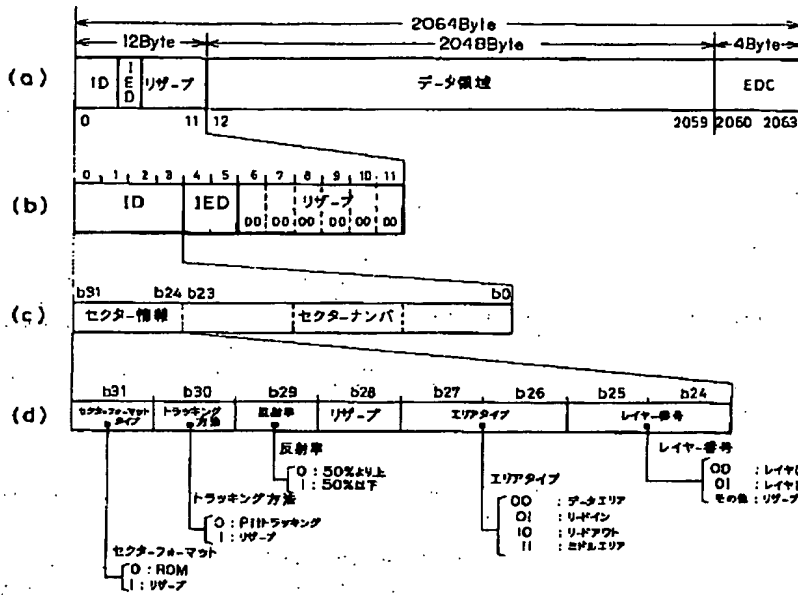 2064Byte
12Byte 2048Byte 4Byte
(a) ID IED リザーブ データ領域 EDC
0 11 12 2059 2060 2063
0 1 2 3 4 5 6 7 8 9 10 11
(b) ID IED リザーブ
00 00 00 00 00 00
b31 b24 b23 b0
(c) セクター情報 セクターナンバ
b31 b30 b29 b28 b27 b26 b25 b24
(d) セクターフォーマットタイプ トラッキング方法 反射率 リザーブ エリアタイプ レイヤー番号
反射率
0 : 50%より上
1 : 50%以下
トラッキング方法
0 : Pitトラッキング
1 : リザーブ
セクターフォーマット
0 : ROM
1 : リザーブ
エリアタイプ
00 : データエリア
01 : リードイン
10 : リードアウト
11 : ミドルエリア
レイヤー番号
00 : レイヤ
01 : レイヤ
その他 : リザーブ